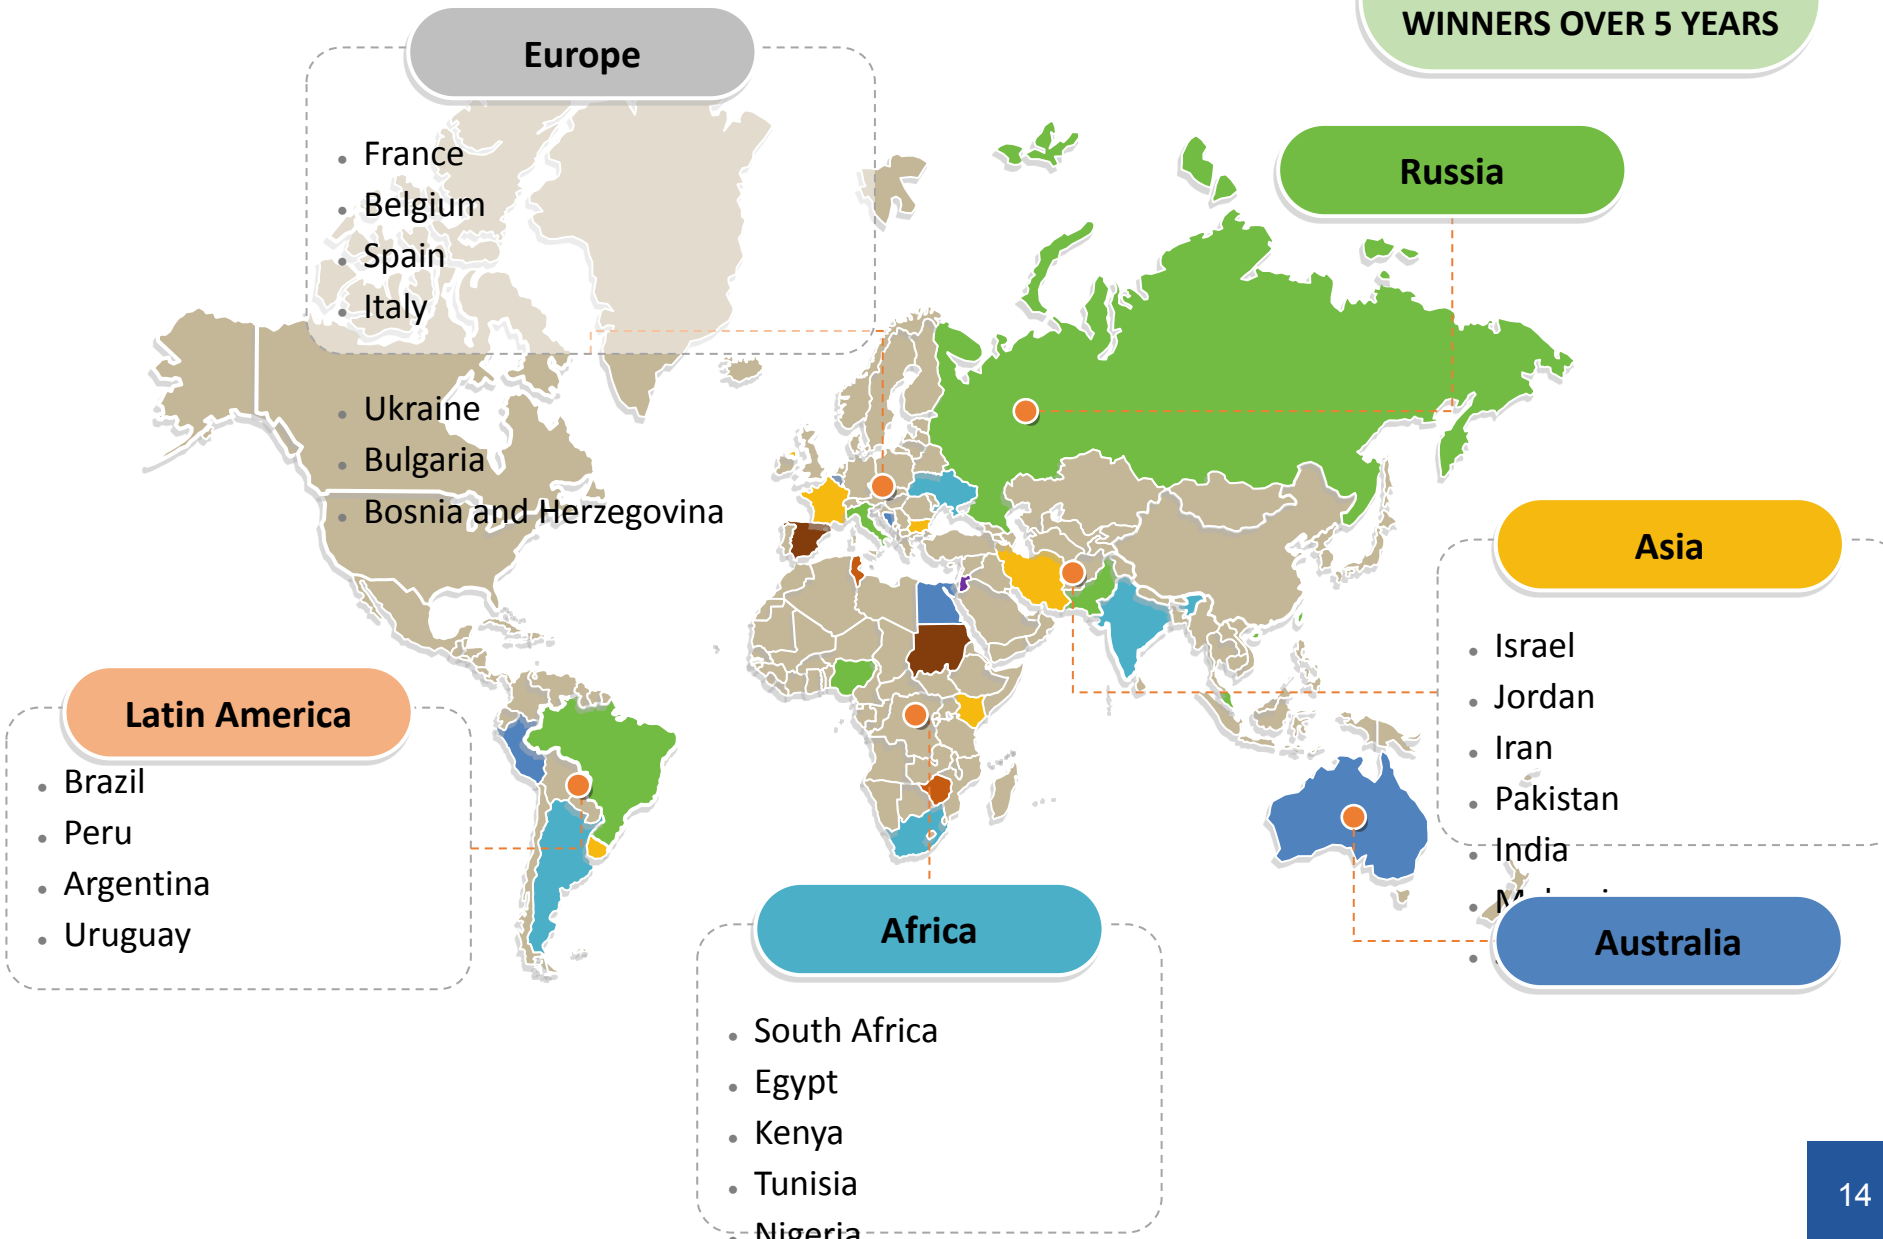 WINNERS OVER 5 YEARS
Europe
France
Belgium
Spain
Italy
Ukraine
Bulgaria
Bosnia and Herzegovina
Russia
Asia
Israel
Jordan
Iran
Pakistan
India
Latin America
Brazil
Peru
Argentina
Uruguay
Africa
South Africa
Egypt
Kenya
Tunisia
Nigeria
Australia
14